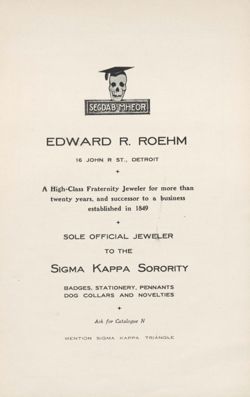 SEGDAB MHEOR
EDWARD R. ROEHM
16 JOHN R ST., DETROIT
A High-Class Fraternity Jeweler for more than
twenty years, and successor to a business
established in 1849
SOLE OFFICIAL JEWELER
TO THE
SIGMA KAPPA SORORITY
BADGES, STATIONERY, PENNANTS
DOG COLLARS AND NOVELTIES
Ask for Catalogue N
MENTION SIGMA KAPPA TRIANGLE